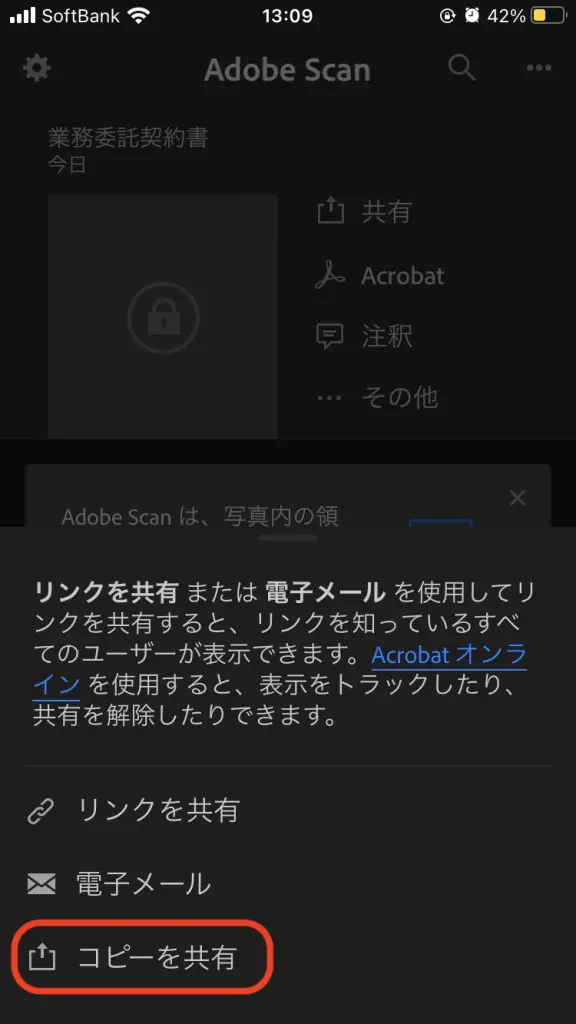 SoftBank 13:09 42%
Adobe Scan
業務委託契約書
今日
共有
Acrobat
注釈
その他
Adobe Scan は、写真内の領
リンクを共有 または 電子メール を使用してリ
ンクを共有すると、リンクを知っているすべ
てのユーザーが表示できます。Acrobat オンラ
イン を使用すると、表示をトラックしたり、
共有を解除したりできます。
リンクを共有
電子メール
コピーを共有